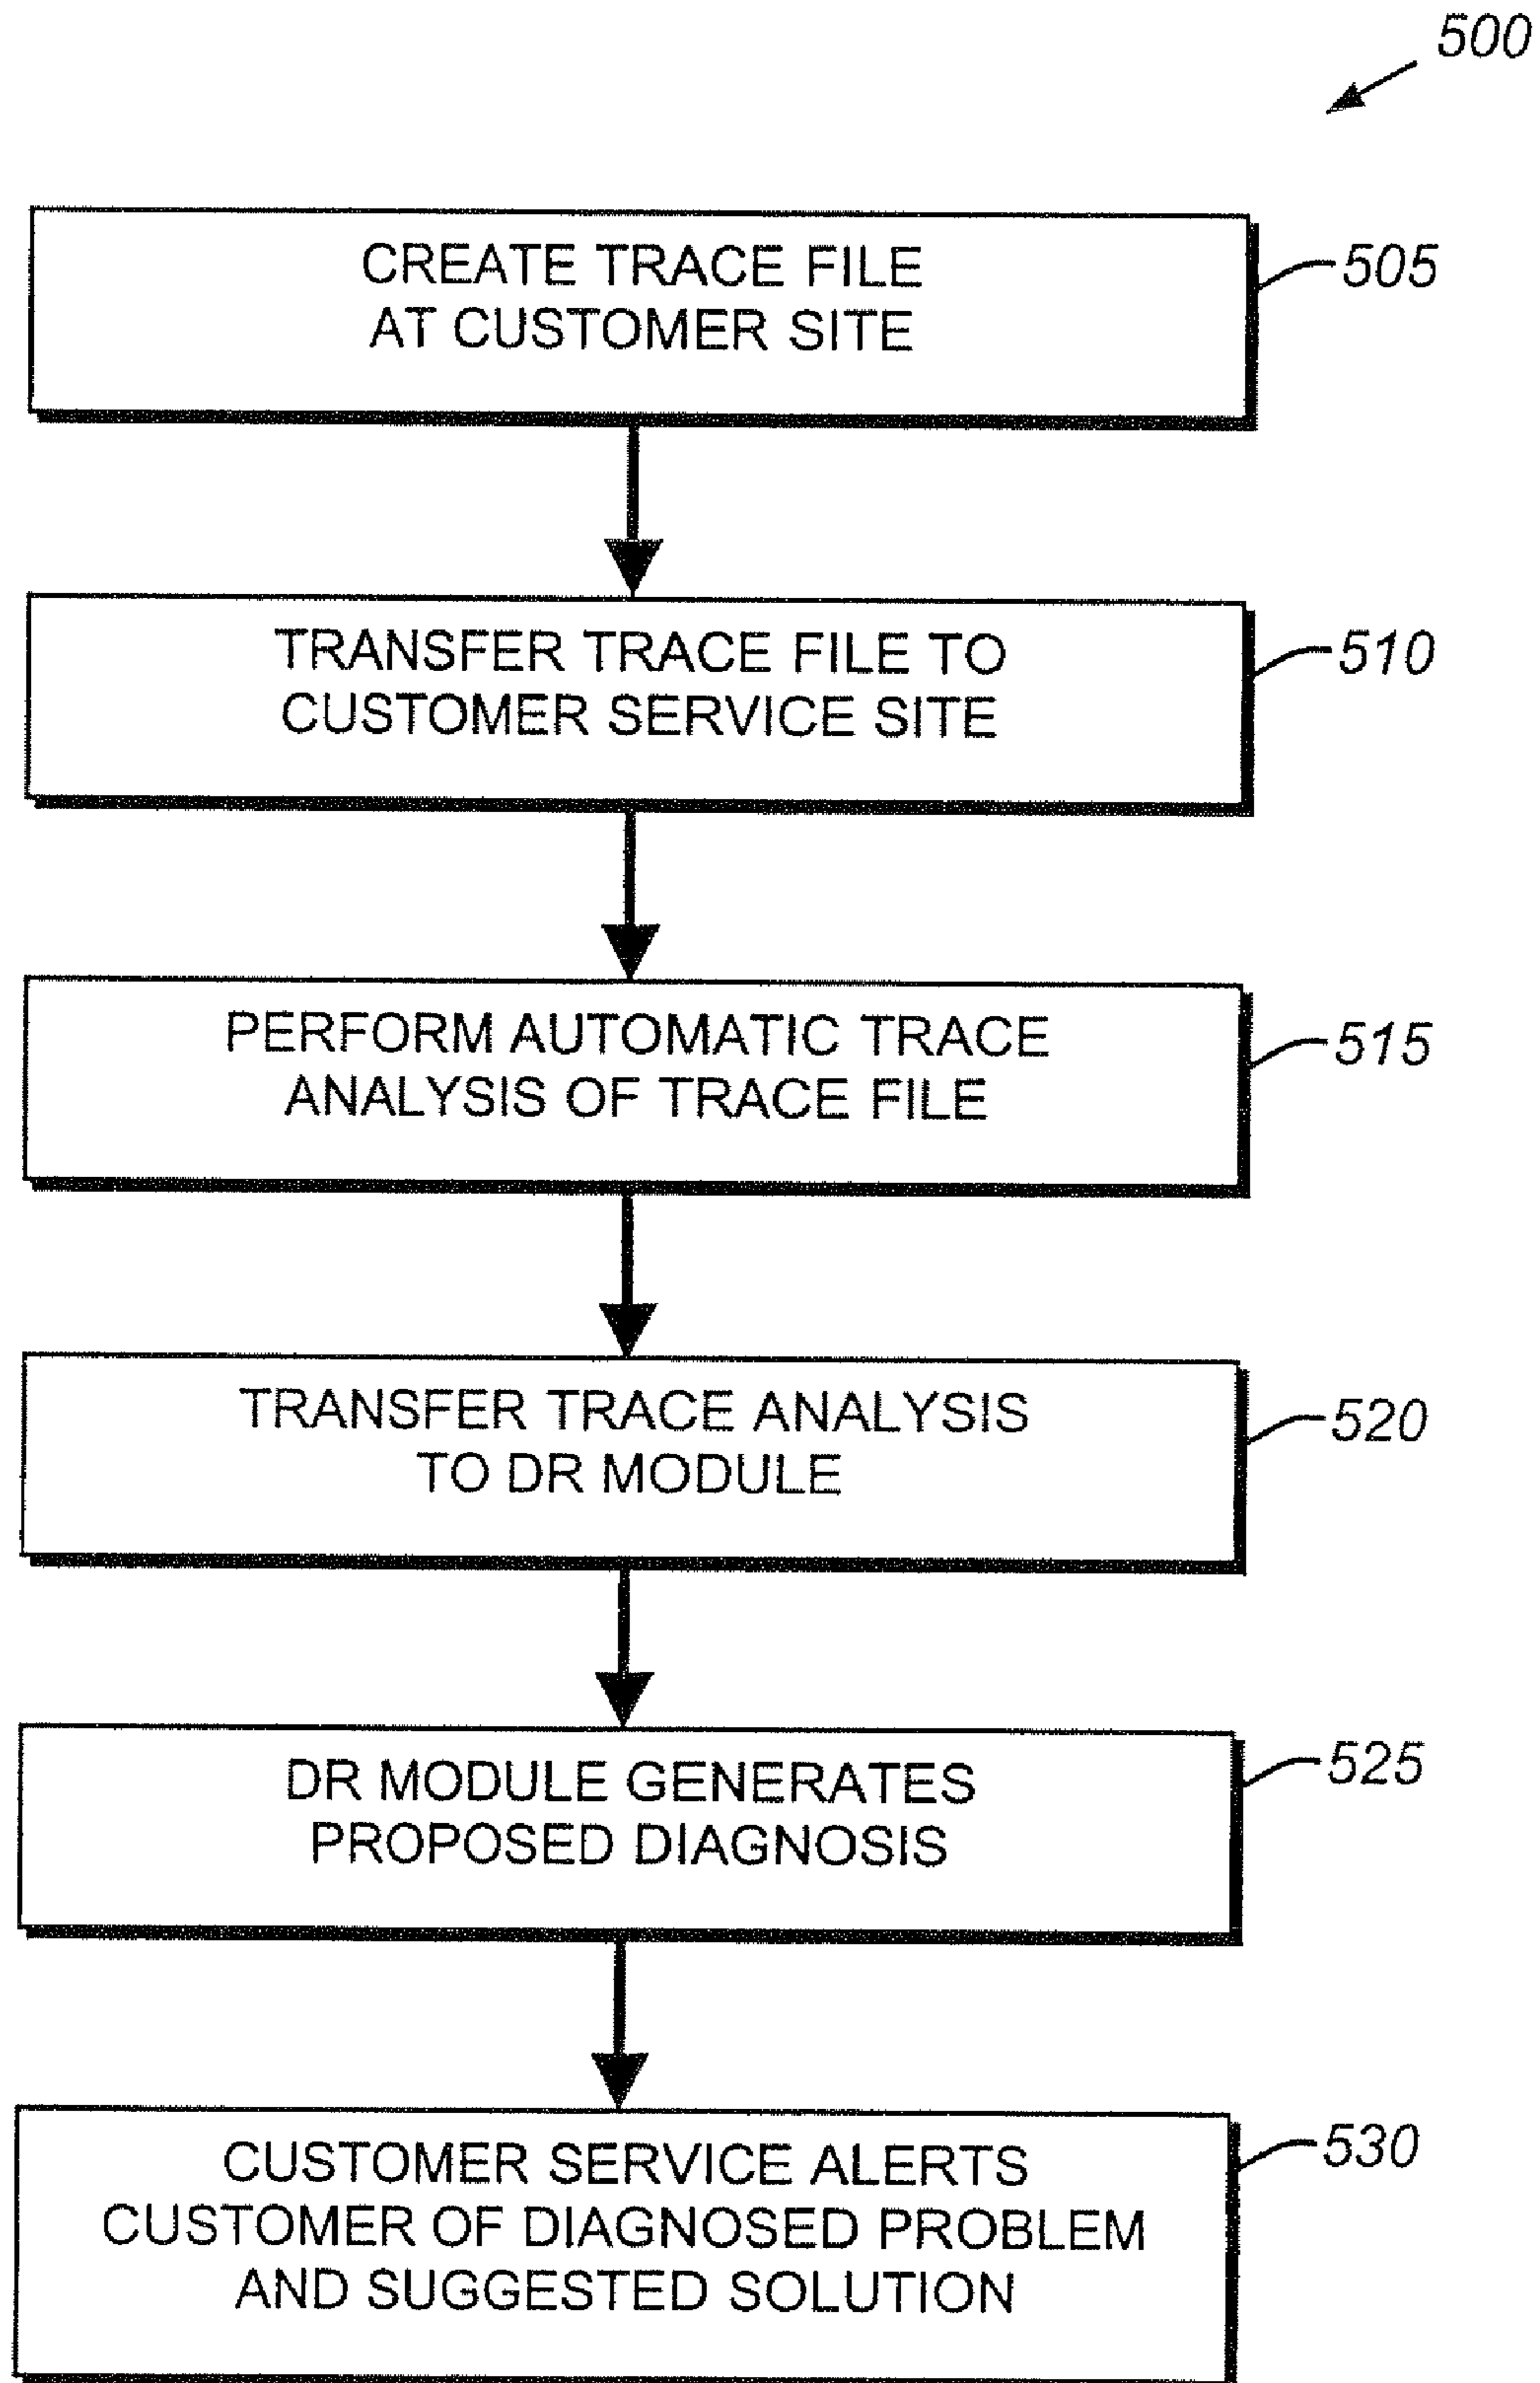 500
CREATE TRACE FILE
AT CUSTOMER SITE
505
TRANSFER TRACE FILE TO
CUSTOMER SERVICE SITE
510
PERFORM AUTOMATIC TRACE
ANALYSIS OF TRACE FILE
515
TRANSFER TRACE ANALYSIS
TO DR MODULE
520
DR MODULE GENERATES
PROPOSED DIAGNOSIS
525
CUSTOMER SERVICE ALERTS
CUSTOMER OF DIAGNOSED PROBLEM
AND SUGGESTED SOLUTION
530